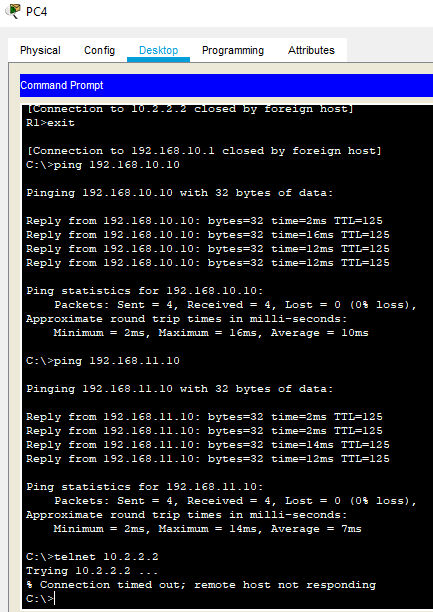 PC4
Physical Config Desktop Programming Attributes
Command Prompt
[Connection to 10.2.2.2 closed by foreign host]
R1>exit
[Connection to 192.168.10.1 closed by foreign host]
C:\>ping 192.168.10.10
Pinging 192.168.10.10 with 32 bytes of data:
Reply from 192.168.10.10: bytes=32 time=2ms TTL=125
Reply from 192.168.10.10: bytes=32 time=16ms TTL=125
Reply from 192.168.10.10: bytes=32 time=12ms TTL=125
Reply from 192.168.10.10: bytes=32 time=12ms TTL=125
Ping statistics for 192.168.10.10:
Packets: Sent = 4, Received = 4, Lost = 0 (0% loss),
Approximate round trip times in milli-seconds:
Minimum = 2ms, Maximum = 16ms, Average = 10ms
C:\>ping 192.168.11.10
Pinging 192.168.11.10 with 32 bytes of data:
Reply from 192.168.11.10: bytes=32 time=2ms TTL=125
Reply from 192.168.11.10: bytes=32 time=2ms TTL=125
Reply from 192.168.11.10: bytes=32 time=14ms TTL=125
Reply from 192.168.11.10: bytes=32 time=12ms TTL=125
Ping statistics for 192.168.11.10:
Packets: Sent = 4, Received = 4, Lost = 0 (0% loss),
Approximate round trip times in milli-seconds:
Minimum = 2ms, Maximum = 14ms, Average = 7ms
C:\>telnet 10.2.2.2
Trying 10.2.2.2 ...
% Connection timed out; remote host not responding
C:\>